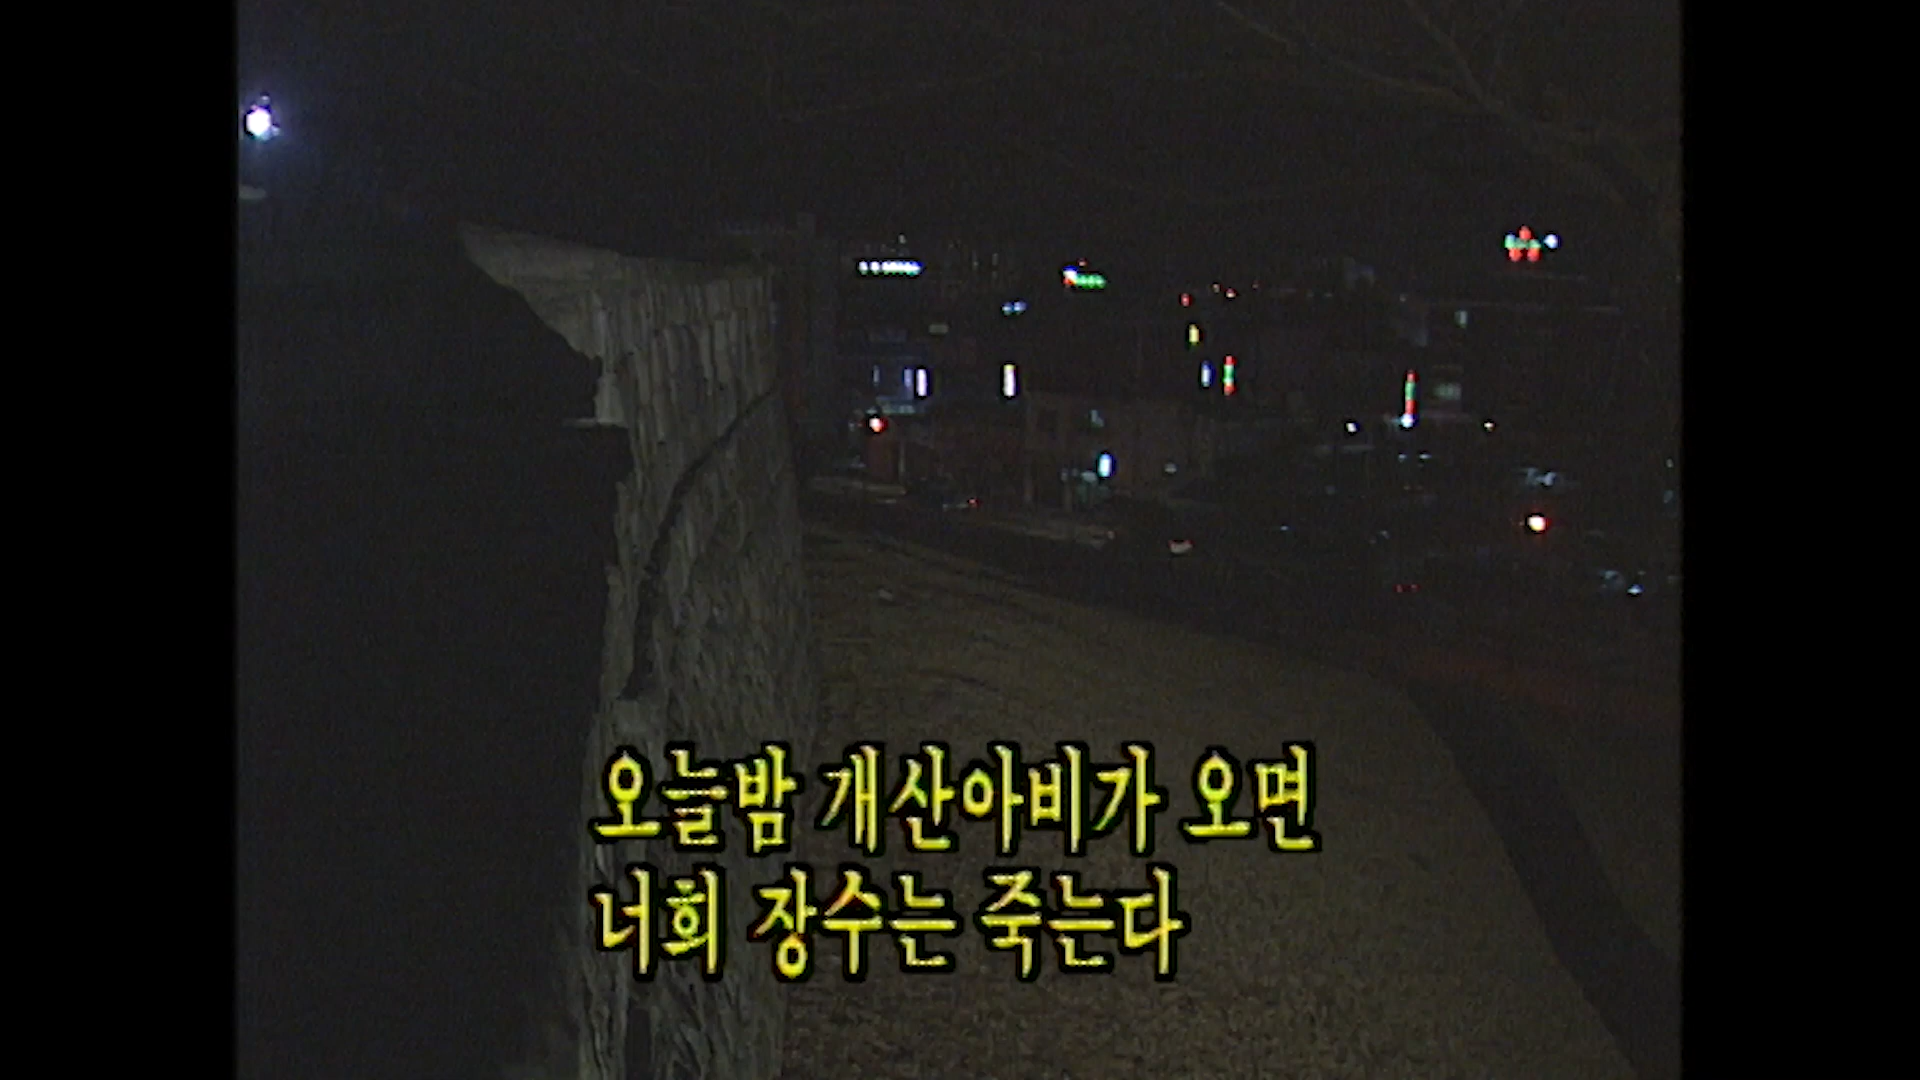 오늘밤 개산아비가 오면
너희 장수는 죽는다